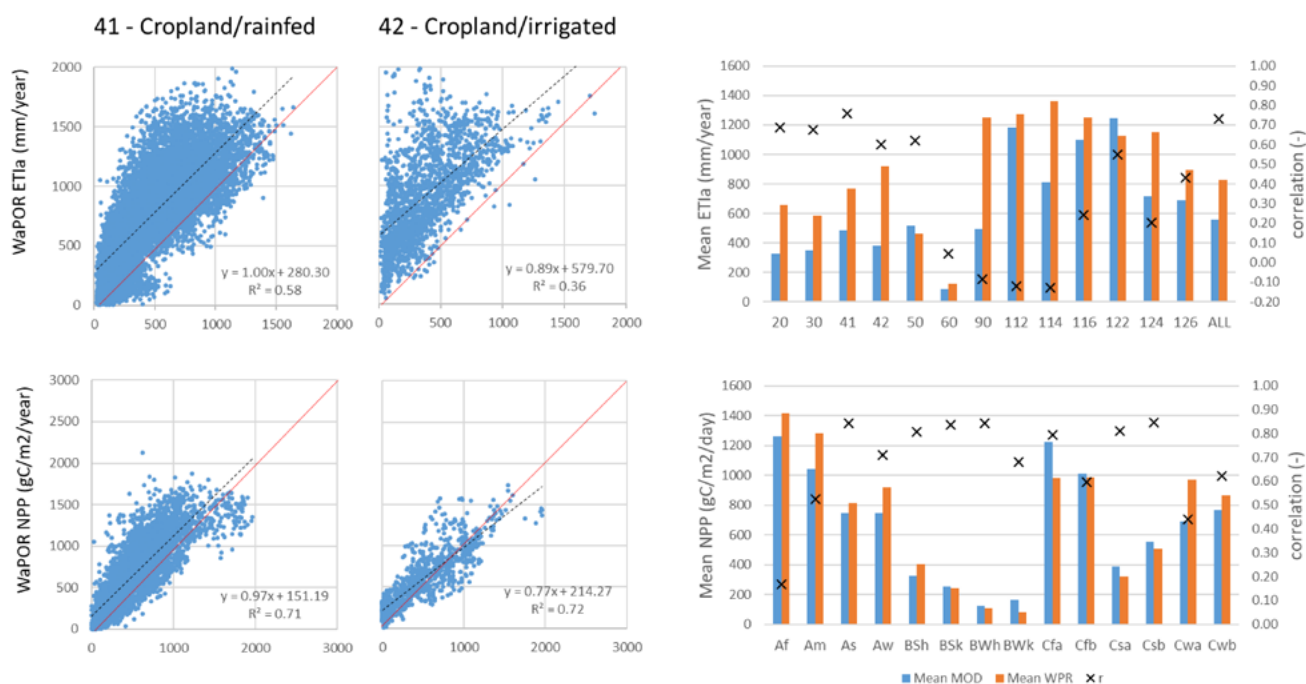 41 - Cropland/rainfed
42 - Cropland/irrigated
WaPOR ETIa (mm/year)
2000
1500
1000
500
0
y = 1.00x + 280.30
R² = 0.58
0 500 1000 1500 2000
y = 0.89x + 579.70
R² = 0.36
0 500 1000 1500 2000
Mean ETIa (mm/year)
1600
1400
1200
1000
800
600
400
200
0
1.00
0.90
0.80
0.70
0.60
0.50
0.40
0.30
0.20
0.10
0.00
-0.10
-0.20
correlation (-)
20 30 41 42 50 60 90 112 114 116 122 124 126 ALL
WaPOR NPP (gC/m2/year)
3000
2500
2000
1500
1000
500
0
y = 0.97x + 151.19
R² = 0.71
0 1000 2000 3000
y = 0.77x + 214.27
R² = 0.72
0 1000 2000 3000
Mean NPP (gC/m2/day)
1600
1400
1200
1000
800
600
400
200
0
1.00
0.90
0.80
0.70
0.60
0.50
0.40
0.30
0.20
0.10
0.00
correlation (-)
Af Am As Aw BSh BSk BWh BWk Cfa Cfb Csa Csb Cwa Cwb
Mean MOD Mean WPR r